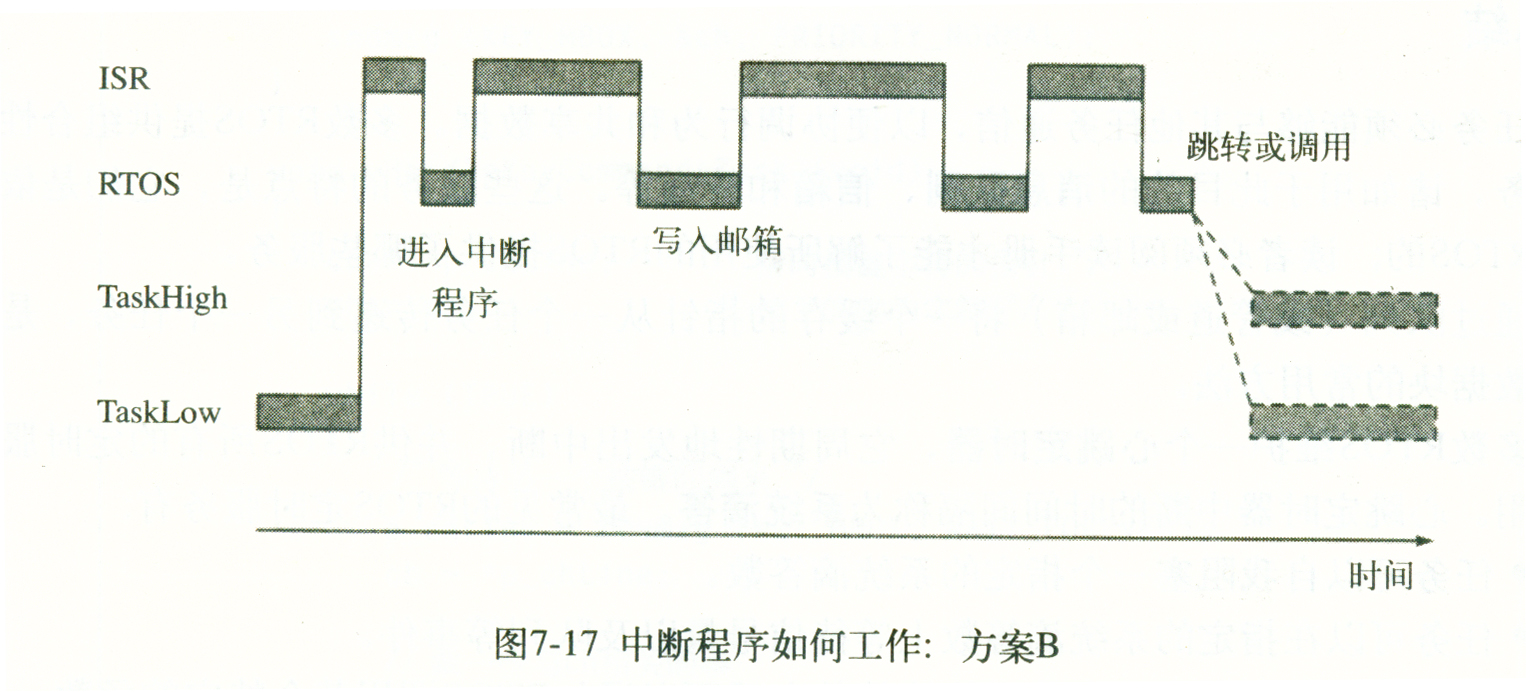 ISR
跳转或调用
RTOS
写入邮箱
进入中断
程序
TaskHigh
TaskLow
时间
图7-17 中断程序如何工作：方案B